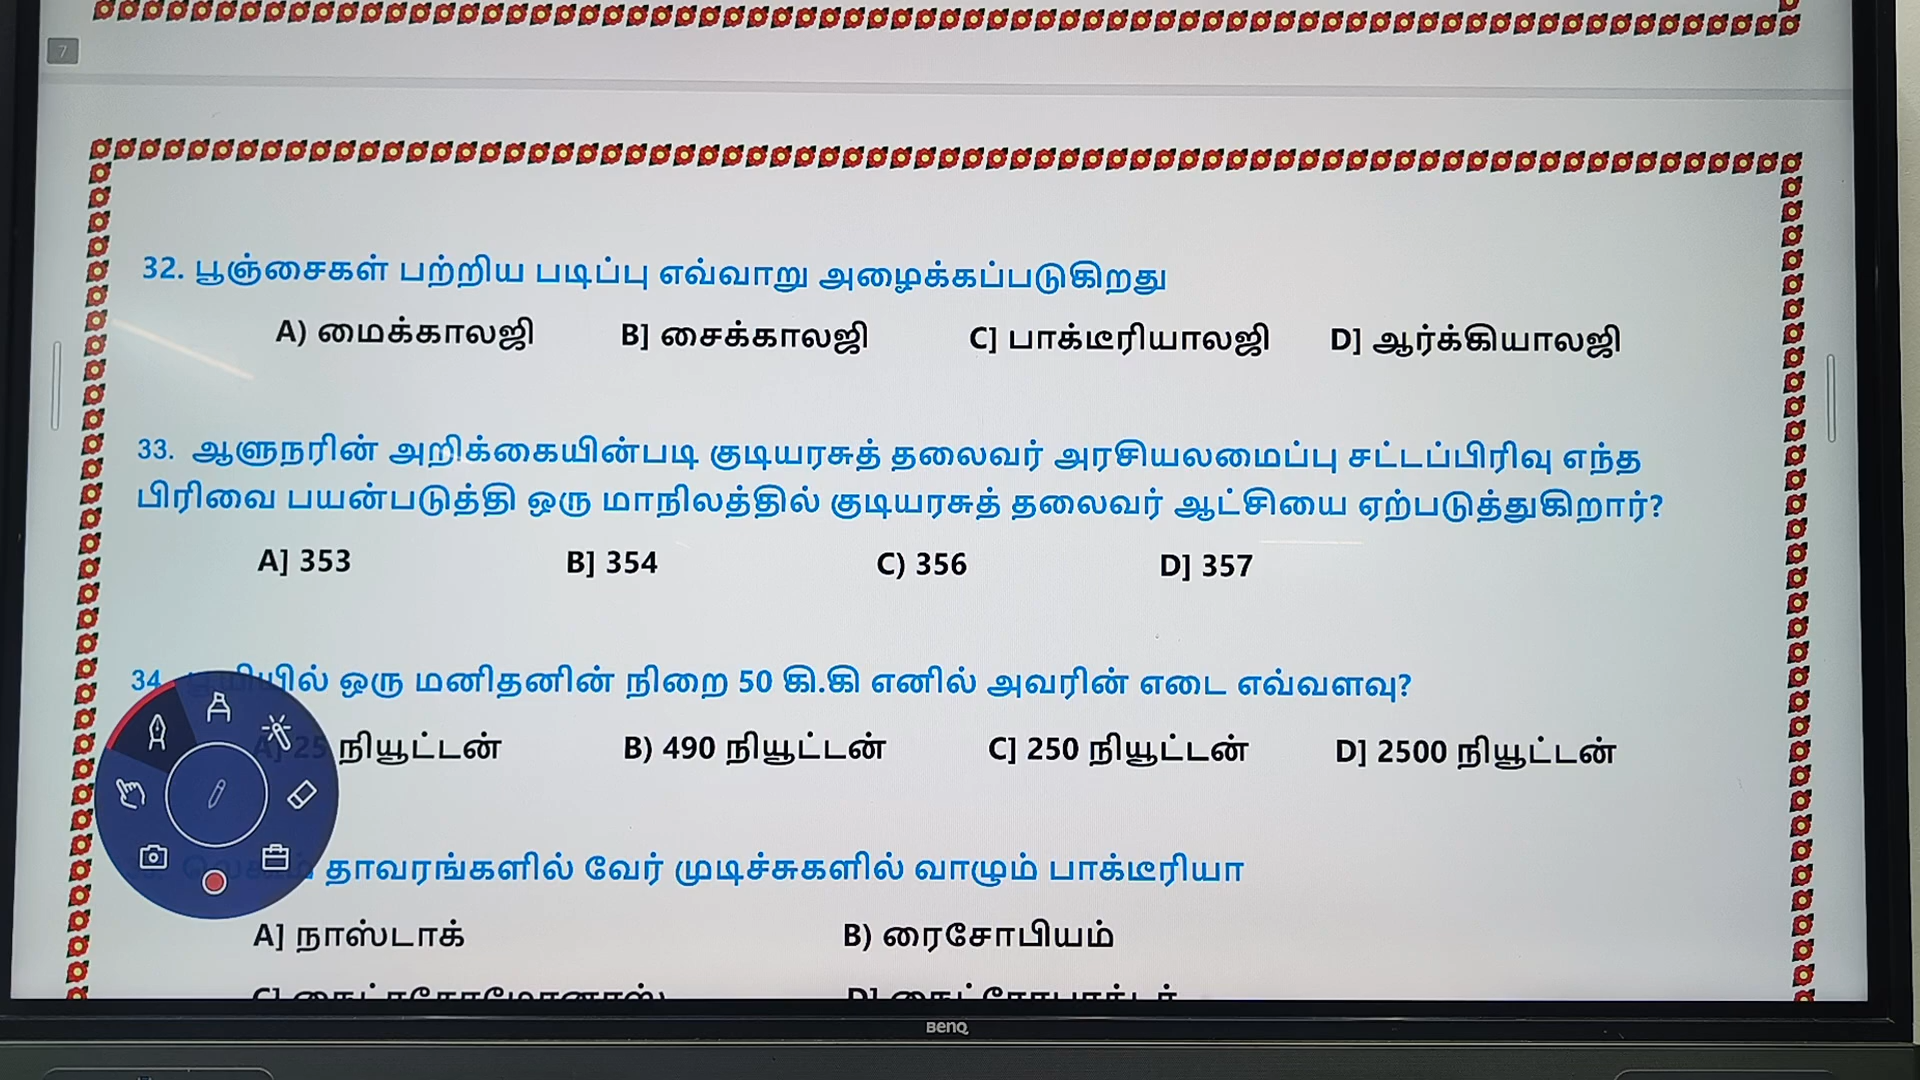 7
32. பூஞ்சைகள் பற்றிய படிப்பு எவ்வாறு அழைக்கப்படுகிறது
A) மைக்காலஜி B] சைக்காலஜி C] பாக்டீரியாலஜி D] ஆர்க்கியாலஜி
33. ஆளுநரின் அறிக்கையின்படி குடியரசுத் தலைவர் அரசியலமைப்பு சட்டப்பிரிவு எந்த
பிரிவை பயன்படுத்தி ஒரு மாநிலத்தில் குடியரசுத் தலைவர் ஆட்சியை ஏற்படுத்துகிறார்?
A] 353 B] 354 C) 356 D] 357
34. பூமியில் ஒரு மனிதனின் நிறை 50 கி.கி எனில் அவரின் எடை எவ்வளவு?
A] 25 நியூட்டன் B) 490 நியூட்டன் C] 250 நியூட்டன் D] 2500 நியூட்டன்
தாவரங்களில் வேர் முடிச்சுகளில் வாழும் பாக்டீரியா
A] நாஸ்டாக் B) ரைசோபியம்
BenQ